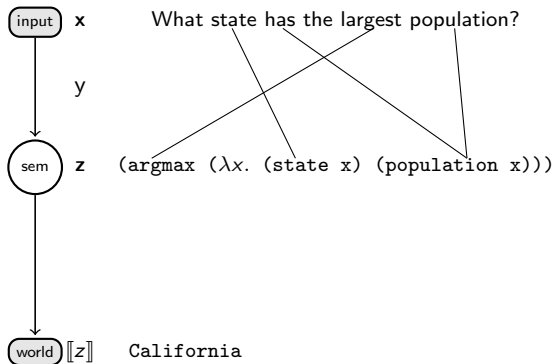 input x What state has the largest population?
y
sem z (argmax (λx. (state x) (population x)))
world ⟦z⟧ California